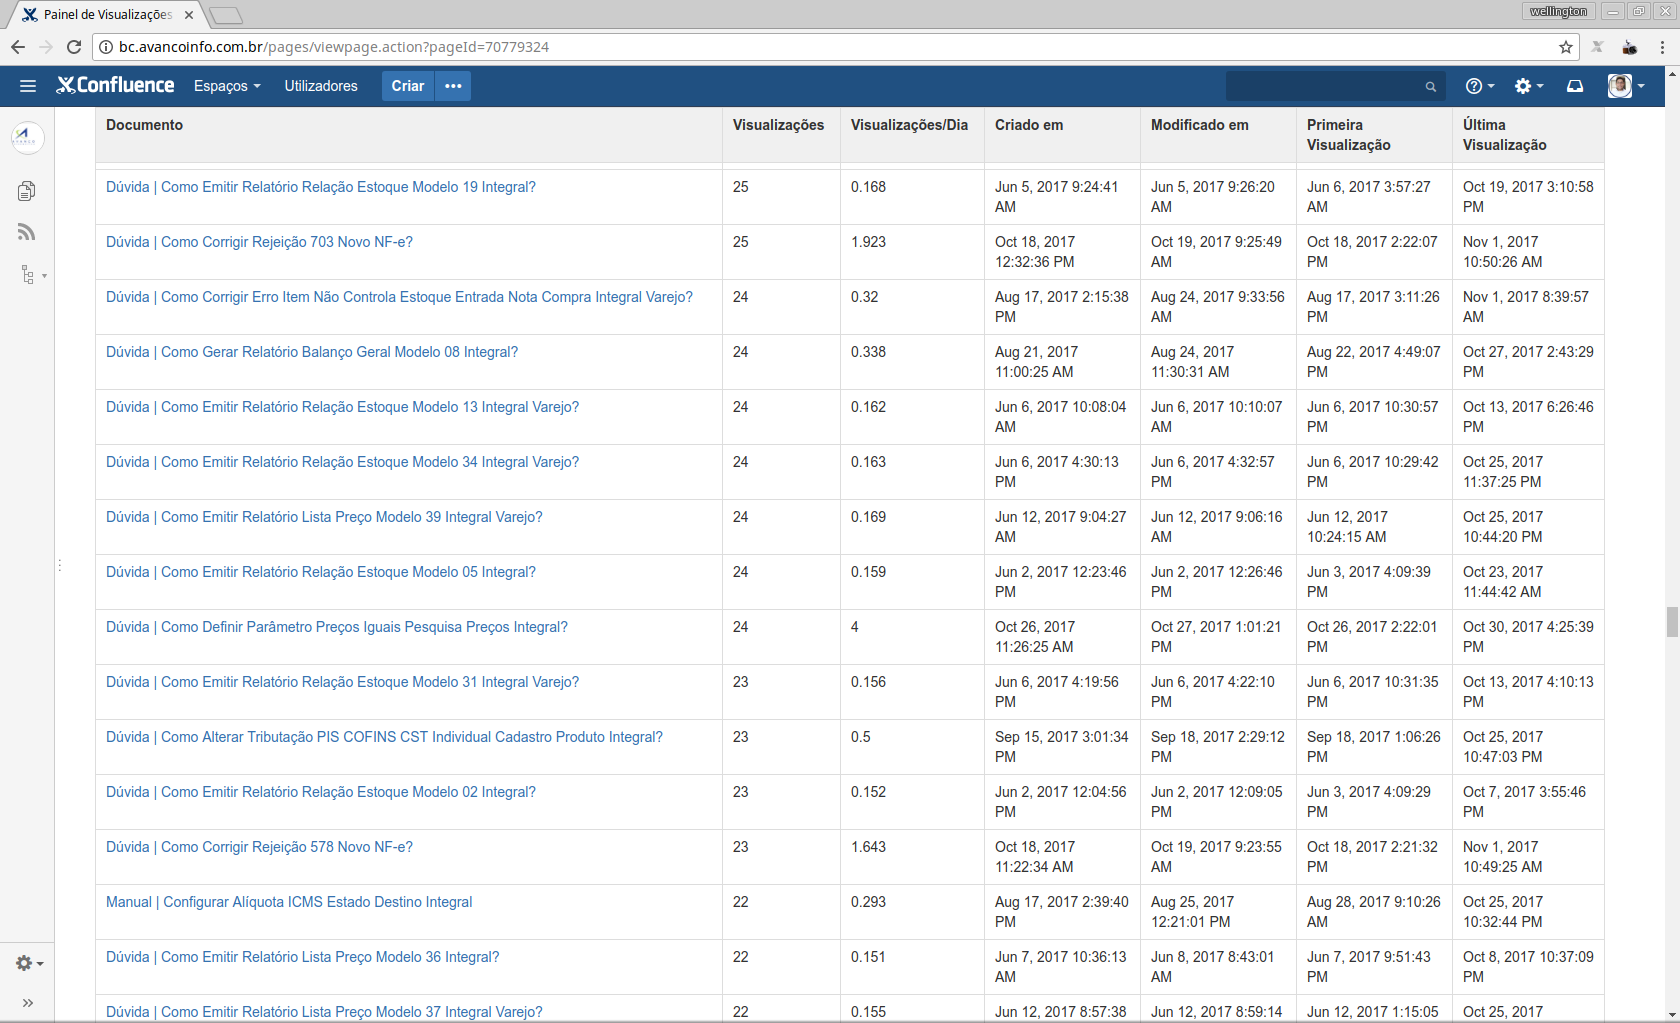 Painel de Visualizações
wellington
bc.avancoinfo.com.br/pages/viewpage.action?pageId=70779324
Confluence Espaços Utilizadores Criar •••
Documento Visualizações Visualizações/Dia Criado em Modificado em Primeira Visualização Última Visualização
Dúvida | Como Emitir Relatório Relação Estoque Modelo 19 Integral? 25 0.168 Jun 5, 2017 9:24:41 AM Jun 5, 2017 9:26:20 AM Jun 6, 2017 3:57:27 AM Oct 19, 2017 3:10:58 PM
Dúvida | Como Corrigir Rejeição 703 Novo NF-e? 25 1.923 Oct 18, 2017 12:32:36 PM Oct 19, 2017 9:25:49 AM Oct 18, 2017 2:22:07 PM Nov 1, 2017 10:50:26 AM
Dúvida | Como Corrigir Erro Item Não Controla Estoque Entrada Nota Compra Integral Varejo? 24 0.32 Aug 17, 2017 2:15:38 PM Aug 24, 2017 9:33:56 AM Aug 17, 2017 3:11:26 PM Nov 1, 2017 8:39:57 AM
Dúvida | Como Gerar Relatório Balanço Geral Modelo 08 Integral? 24 0.338 Aug 21, 2017 11:00:25 AM Aug 24, 2017 11:30:31 AM Aug 22, 2017 4:49:07 PM Oct 27, 2017 2:43:29 PM
Dúvida | Como Emitir Relatório Relação Estoque Modelo 13 Integral Varejo? 24 0.162 Jun 6, 2017 10:08:04 AM Jun 6, 2017 10:10:07 AM Jun 6, 2017 10:30:57 PM Oct 13, 2017 6:26:46 PM
Dúvida | Como Emitir Relatório Relação Estoque Modelo 34 Integral Varejo? 24 0.163 Jun 6, 2017 4:30:13 PM Jun 6, 2017 4:32:57 PM Jun 6, 2017 10:29:42 PM Oct 25, 2017 11:37:25 PM
Dúvida | Como Emitir Relatório Lista Preço Modelo 39 Integral Varejo? 24 0.169 Jun 12, 2017 9:04:27 AM Jun 12, 2017 9:06:16 AM Jun 12, 2017 10:24:15 AM Oct 25, 2017 10:44:20 PM
Dúvida | Como Emitir Relatório Relação Estoque Modelo 05 Integral? 24 0.159 Jun 2, 2017 12:23:46 PM Jun 2, 2017 12:26:46 PM Jun 3, 2017 4:09:39 PM Oct 23, 2017 11:44:42 AM
Dúvida | Como Definir Parâmetro Preços Iguais Pesquisa Preços Integral? 24 4 Oct 26, 2017 11:26:25 AM Oct 27, 2017 1:01:21 PM Oct 26, 2017 2:22:01 PM Oct 30, 2017 4:25:39 PM
Dúvida | Como Emitir Relatório Relação Estoque Modelo 31 Integral Varejo? 23 0.156 Jun 6, 2017 4:19:56 PM Jun 6, 2017 4:22:10 PM Jun 6, 2017 10:31:35 PM Oct 13, 2017 4:10:13 PM
Dúvida | Como Alterar Tributação PIS COFINS CST Individual Cadastro Produto Integral? 23 0.5 Sep 15, 2017 3:01:34 PM Sep 18, 2017 2:29:12 PM Sep 18, 2017 1:06:26 PM Oct 25, 2017 10:47:03 PM
Dúvida | Como Emitir Relatório Relação Estoque Modelo 02 Integral? 23 0.152 Jun 2, 2017 12:04:56 PM Jun 2, 2017 12:09:05 PM Jun 3, 2017 4:09:29 PM Oct 7, 2017 3:55:46 PM
Dúvida | Como Corrigir Rejeição 578 Novo NF-e? 23 1.643 Oct 18, 2017 11:22:34 AM Oct 19, 2017 9:23:55 AM Oct 18, 2017 2:21:32 PM Nov 1, 2017 10:49:25 AM
Manual | Configurar Alíquota ICMS Estado Destino Integral 22 0.293 Aug 17, 2017 2:39:40 PM Aug 25, 2017 12:21:01 PM Aug 28, 2017 9:10:26 AM Oct 25, 2017 10:32:44 PM
Dúvida | Como Emitir Relatório Lista Preço Modelo 36 Integral? 22 0.151 Jun 7, 2017 10:36:13 AM Jun 8, 2017 8:43:01 AM Jun 7, 2017 9:51:43 PM Oct 8, 2017 10:37:09 PM
Dúvida | Como Emitir Relatório Lista Preço Modelo 37 Integral Varejo? 22 0.155 Jun 12, 2017 8:57:38 Jun 12, 2017 8:59:14 Jun 12, 2017 1:15:05 Oct 25, 2017